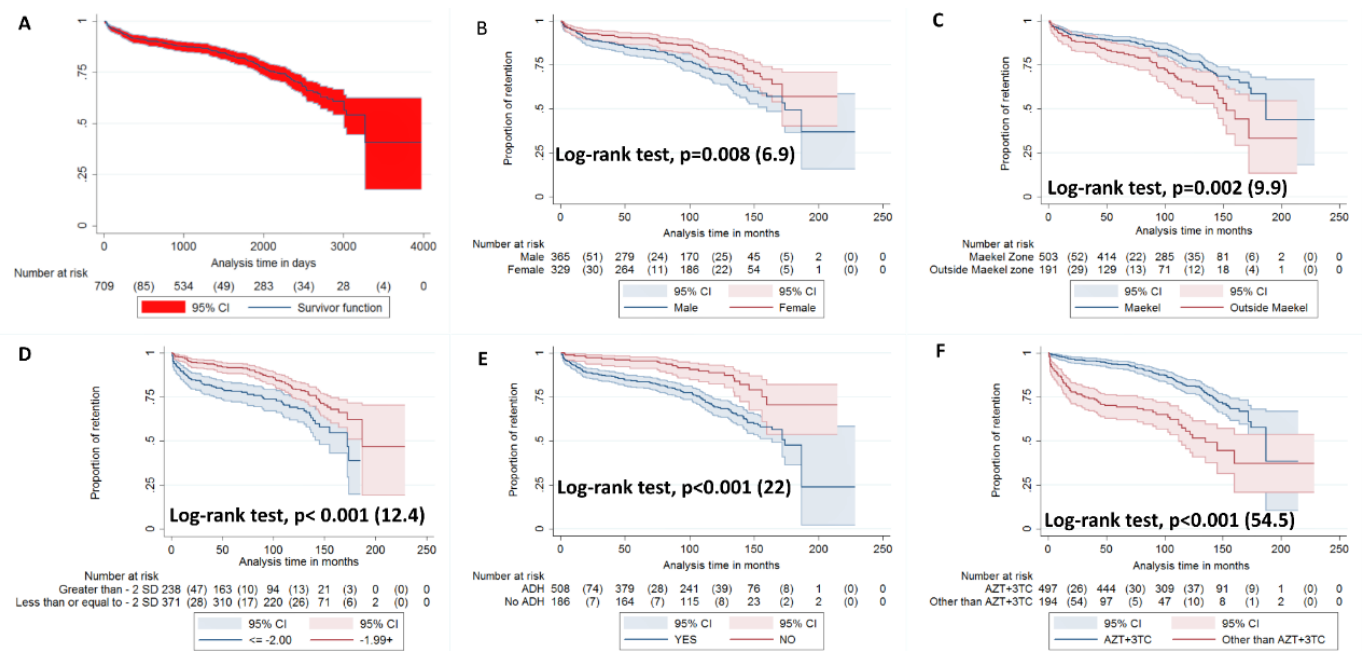 A
1
.75
.5
.25
0
0 1000 2000 3000 4000
Analysis time in days
Number at risk
709 (85) 534 (49) 283 (34) 28 (4) 0
95% CI Survivor function
B
Proportion of retention
1
.75
.5
.25
0
Log-rank test, p=0.008 (6.9)
0 50 100 150 200 250
Analysis time in months
Number at risk
Male 365 (51) 279 (24) 170 (25) 45 (5) 2 (0) 0
Female 329 (30) 264 (11) 186 (22) 54 (5) 1 (0) 0
95% CI 95% CI
Male Female
C
Proportion of retention
1
.75
.5
.25
0
Log-rank test, p=0.002 (9.9)
0 50 100 150 200 250
Analysis time in months
Number at risk
Maekel Zone 503 (52) 414 (22) 285 (35) 81 (6) 2 (0) 0
Outside Maekel zone 191 (29) 129 (13) 71 (12) 18 (4) 1 (0) 0
95% CI 95% CI
Maekel Outside Maekel
D
Proportion of retention
1
.75
.5
.25
0
Log-rank test, p< 0.001 (12.4)
0 50 100 150 200 250
Analysis time in months
Number at risk
Greater than - 2 SD 238 (47) 163 (10) 94 (13) 21 (3) 0 (0) 0
Less than or equal to - 2 SD 371 (28) 310 (17) 220 (26) 71 (6) 2 (0) 0
95% CI 95% CI
<= -2.00 -1.99+
E
Proportion of retention
1
.75
.5
.25
0
Log-rank test, p<0.001 (22)
0 50 100 150 200 250
Analysis time in months
Number at risk
ADH 508 (74) 379 (28) 241 (39) 76 (8) 1 (0) 0
No ADH 186 (7) 164 (7) 115 (8) 23 (2) 2 (0) 0
95% CI 95% CI
YES NO
F
Proportion of retention
1
.75
.5
.25
0
Log-rank test, p<0.001 (54.5)
0 50 100 150 200 250
Analysis time in months
Number at risk
AZT+3TC 497 (26) 444 (30) 309 (37) 91 (9) 1 (0) 0
Other than AZT+3TC 194 (54) 97 (5) 47 (10) 8 (1) 2 (0) 0
95% CI 95% CI
AZT+3TC Other than AZT+3TC